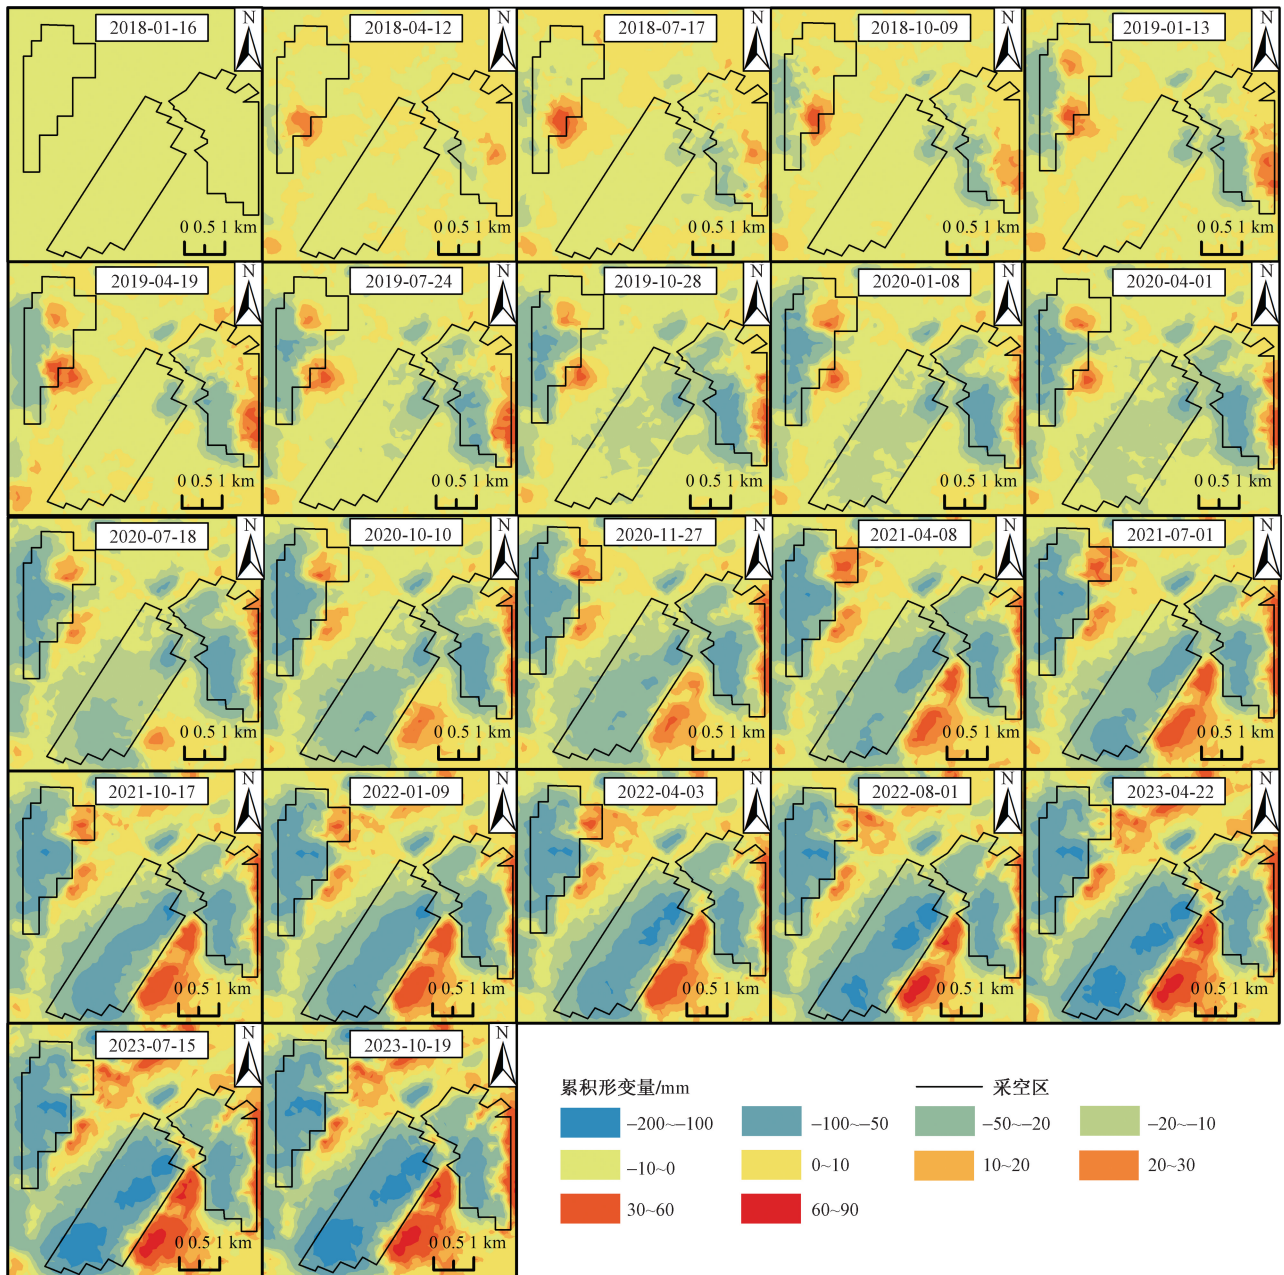 N N N N N
2018-01-16 2018-04-12 2018-07-17 2018-10-09 2019-01-13
0 0.5 1 km 0 0.5 1 km 0 0.5 1 km 0 0.5 1 km 0 0.5 1 km
N N N N N
2019-04-19 2019-07-24 2019-10-28 2020-01-08 2020-04-01
0 0.5 1 km 0 0.5 1 km 0 0.5 1 km 0 0.5 1 km 0 0.5 1 km
N N N N N
2020-07-18 2020-10-10 2020-11-27 2021-04-08 2021-07-01
0 0.5 1 km 0 0.5 1 km 0 0.5 1 km 0 0.5 1 km 0 0.5 1 km
N N N N N
2021-10-17 2022-01-09 2022-04-03 2022-08-01 2023-04-22
0 0.5 1 km 0 0.5 1 km 0 0.5 1 km 0 0.5 1 km 0 0.5 1 km
N N
2023-07-15 2023-10-19
0 0.5 1 km 0 0.5 1 km
累积形变量/mm 采空区
−200~−100 −100~−50 −50~−20 −20~−10
−10~0 0~10 10~20 20~30
30~60 60~90